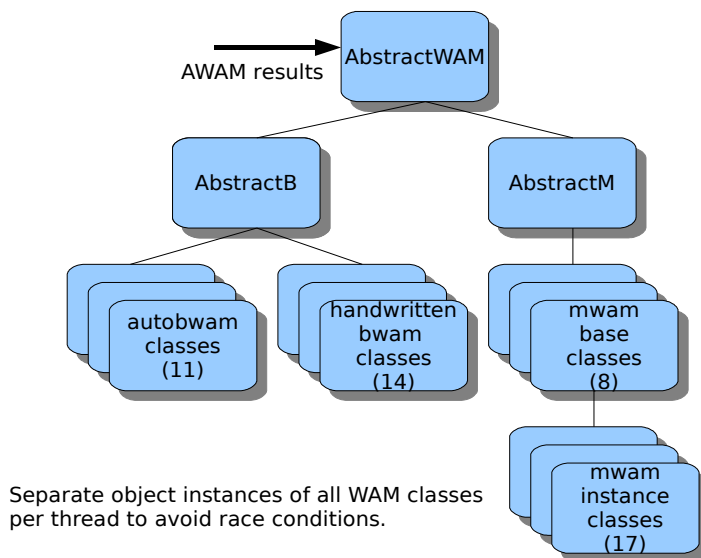 AbstractWAM
AWAM results
AbstractB
AbstractM
autobwam
classes
(11)
handwritten
bwam
classes
(14)
mwam
base
classes
(8)
mwam
instance
classes
(17)
Separate object instances of all WAM classes
per thread to avoid race conditions.